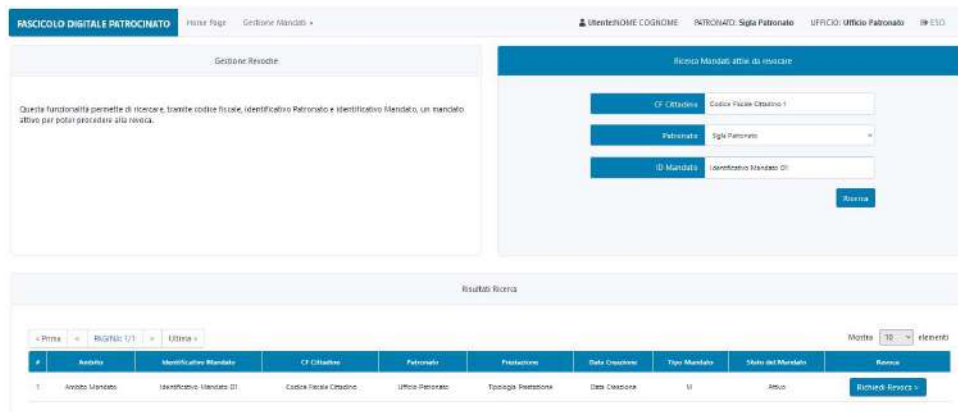 FASCICOLO DIGITALE PATROCINATO Home Page Gestione Mandati Utente:NOME COGNOME PATRONATO: Sigla Patronato UFFICIO: Ufficio Patronato ESCI
Gestione Revoche
Questa funzionalità permette di ricercare, tramite codice fiscale, identificativo Patronato e identificativo Mandato, un mandato
attivo per poter procedere alla revoca.
Ricerca Mandati attivi da revocare
CF Cittadino Codice Fiscale Cittadino 1
Patronato Sigla Patronato
ID Mandato Identificativo Mandato 01
Ricerca
Risultati Ricerca
« Prima « PAGINA: 1/1 » Ultima » Mostra 10 elementi
# Ambito Identificativo Mandato CF Cittadino Patronato Prestazione Data Creazione Tipo Mandato Stato del Mandato Revoca
1 Ambito Mandato Identificativo Mandato 01 Codice Fiscale Cittadino Ufficio Patronato Tipologia Prestazione Data Creazione M Attivo Richiedi Revoca »